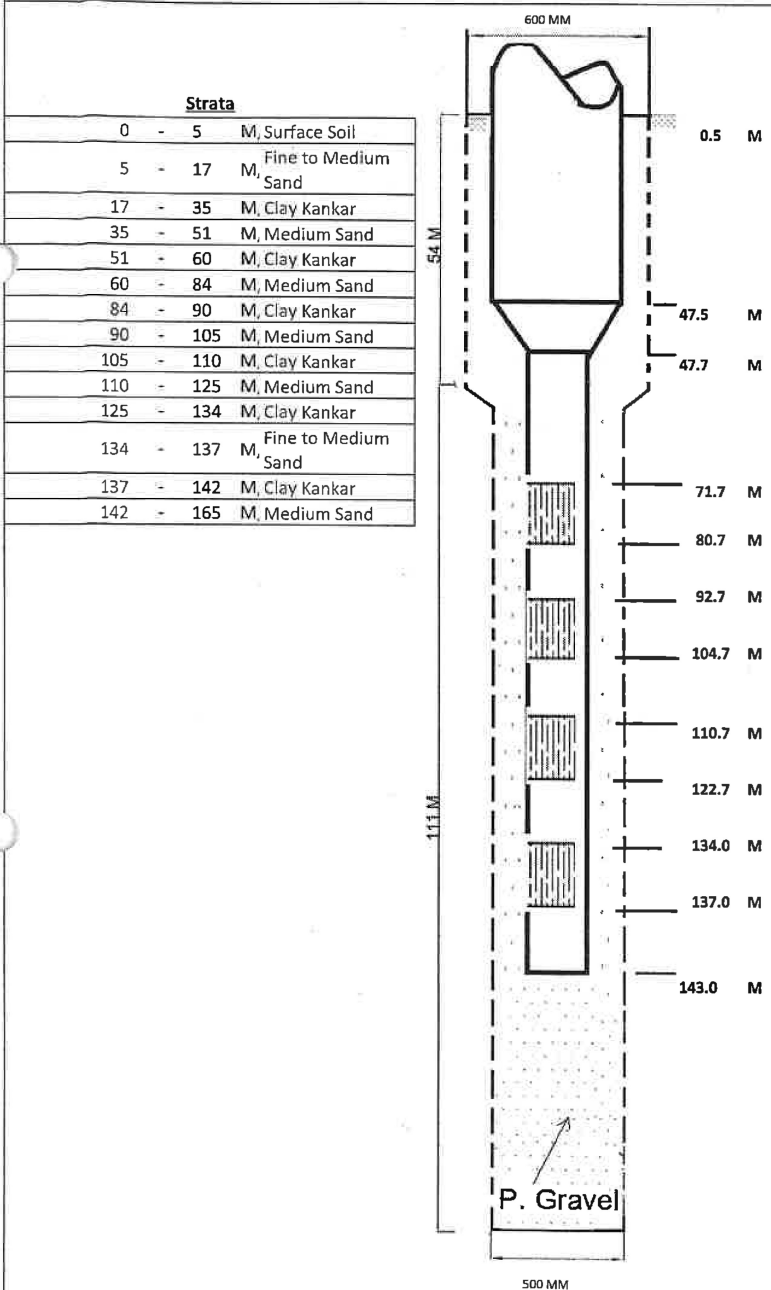 600 MM
Strata
0 - 5 M, Surface Soil
5 - 17 M, Fine to Medium
Sand
17 - 35 M, Clay Kankar
35 - 51 M, Medium Sand
51 - 60 M, Clay Kankar
60 - 84 M, Medium Sand
84 - 90 M, Clay Kankar
90 - 105 M, Medium Sand
105 - 110 M, Clay Kankar
110 - 125 M, Medium Sand
125 - 134 M, Clay Kankar
134 - 137 M, Fine to Medium
Sand
137 - 142 M, Clay Kankar
142 - 165 M, Medium Sand
54 M
111 M
0.5 M
47.5 M
47.7 M
71.7 M
80.7 M
92.7 M
104.7 M
110.7 M
122.7 M
134.0 M
137.0 M
143.0 M
P. Gravel
500 MM